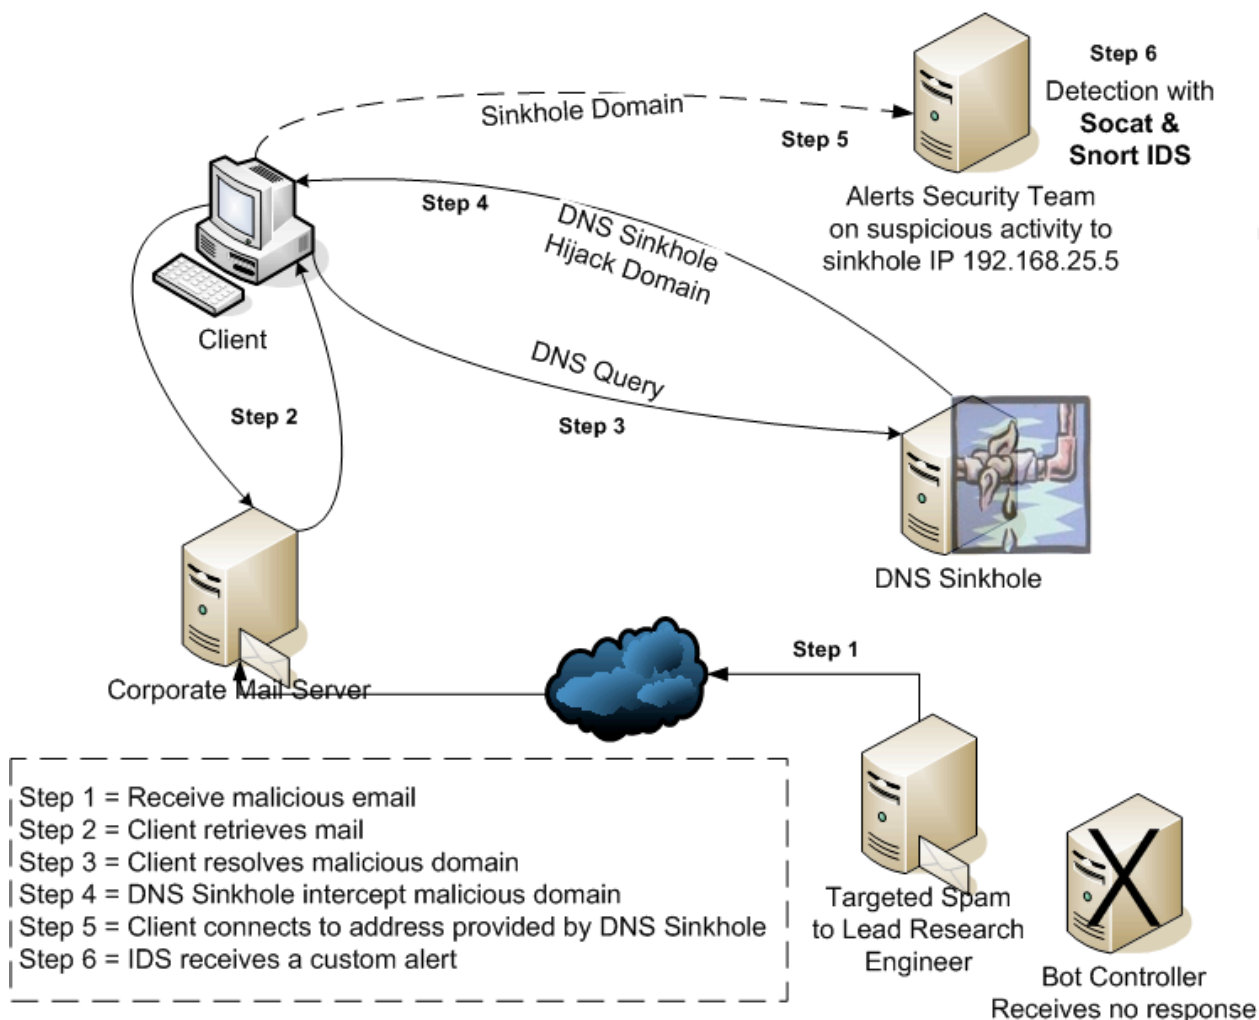 Step 6
Detection with
Socat &
Snort IDS
Sinkhole Domain
Step 5
Alerts Security Team
on suspicious activity to
sinkhole IP 192.168.25.5
Step 4
DNS Sinkhole
Hijack Domain
Client
DNS Query
Step 2
Step 3
DNS Sinkhole
Step 1
Corporate Mail Server
Step 1 = Receive malicious email
Step 2 = Client retrieves mail
Step 3 = Client resolves malicious domain
Step 4 = DNS Sinkhole intercept malicious domain
Step 5 = Client connects to address provided by DNS Sinkhole
Step 6 = IDS receives a custom alert
Targeted Spam
to Lead Research
Engineer
Bot Controller
Receives no response